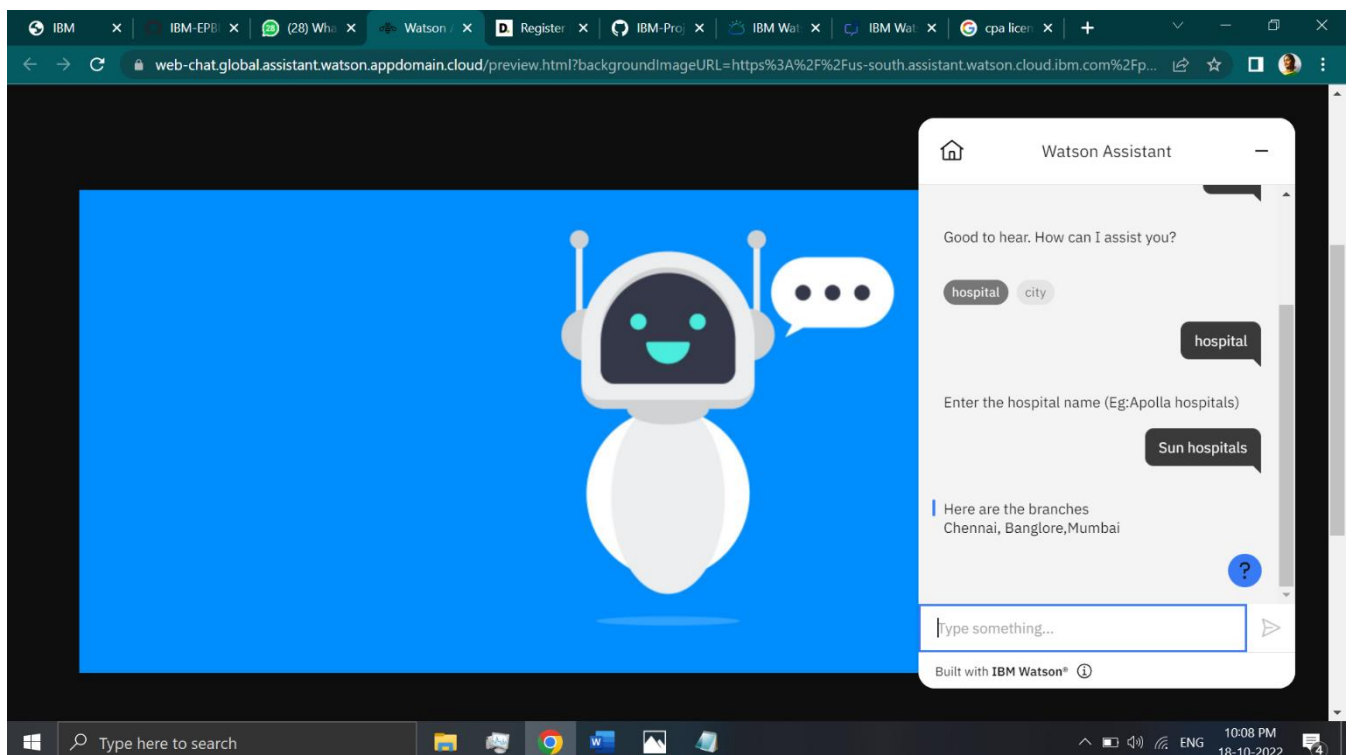 IBM
IBM-EPB
(28) Wha
Watson
Register
IBM-Proj
IBM Wat
IBM Wat
cpa licen
web-chat.global.assistant.watson.appdomain.cloud/preview.html?backgroundImageURL=https%3A%2F%2Fus-south.assistant.watson.cloud.ibm.com%2Fp...
Watson Assistant
Good to hear. How can I assist you?
hospital city
hospital
Enter the hospital name (Eg:Apolla hospitals)
Sun hospitals
Here are the branches
Chennai, Banglore,Mumbai
?
Type something...
Built with IBM Watson®
Type here to search
ENG
10:08 PM
18-10-2022